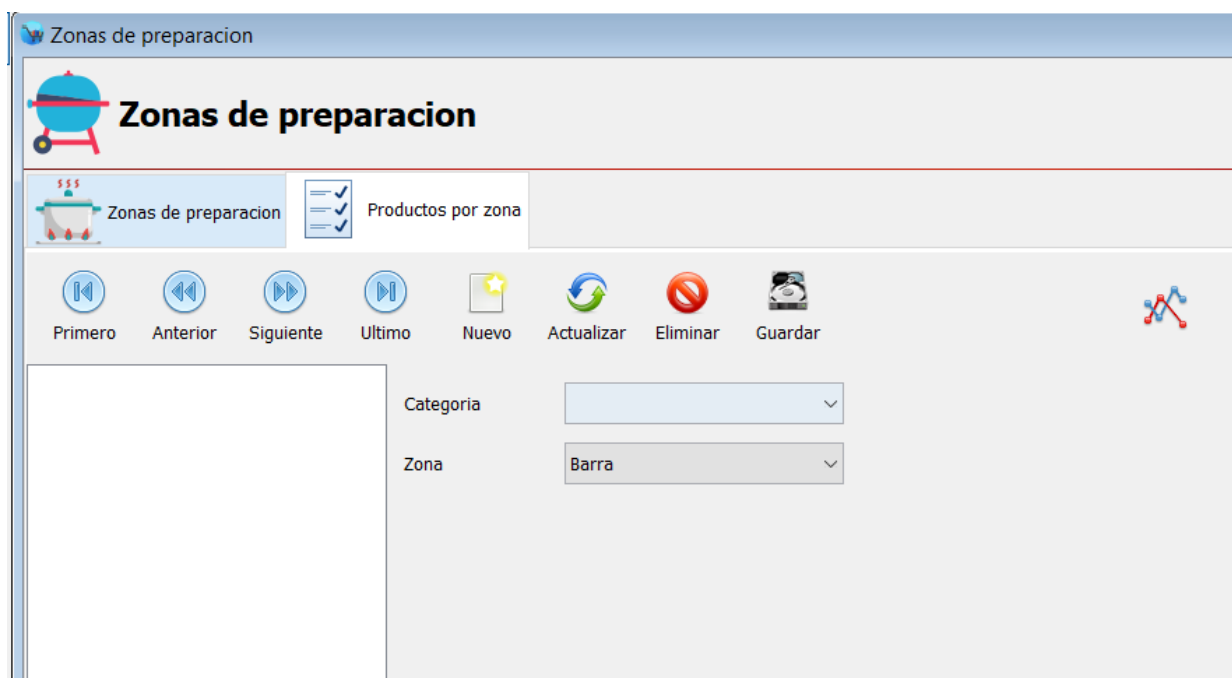 Zonas de preparacion
Zonas de preparacion
Zonas de preparacion Productos por zona
Primero Anterior Siguiente Ultimo Nuevo Actualizar Eliminar Guardar
Categoria
Zona Barra